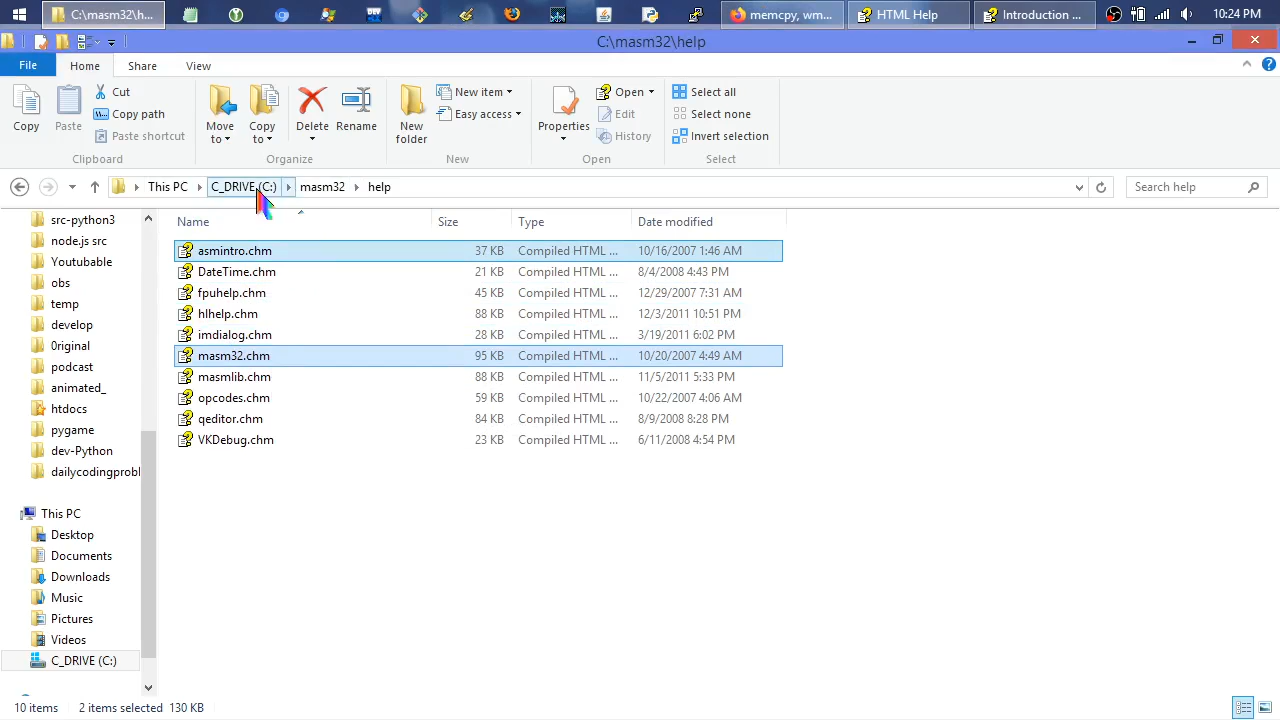 C:\masm32\h...
memcpy, wm...
HTML Help
Introduction ...
10:24 PM
C:\masm32\help
File
Home
Share
View
Copy
Paste
Cut
Copy path
Paste shortcut
Clipboard
Move to
Copy to
Delete
Rename
Organize
New folder
New item
Easy access
New
Properties
Open
Edit
History
Open
Select all
Select none
Invert selection
Select
This PC
C_DRIVE (C:)
masm32
help
Search help
Name
Size
Type
Date modified
asmintro.chm 37 KB Compiled HTML ... 10/16/2007 1:46 AM
DateTime.chm 21 KB Compiled HTML ... 8/4/2008 4:43 PM
fpuhelp.chm 45 KB Compiled HTML ... 12/29/2007 7:31 AM
hlhelp.chm 88 KB Compiled HTML ... 12/3/2011 10:51 PM
imdialog.chm 28 KB Compiled HTML ... 3/19/2011 6:02 PM
masm32.chm 95 KB Compiled HTML ... 10/20/2007 4:49 AM
masmlib.chm 88 KB Compiled HTML ... 11/5/2011 5:33 PM
opcodes.chm 59 KB Compiled HTML ... 10/22/2007 4:06 AM
qeditor.chm 84 KB Compiled HTML ... 8/9/2008 8:28 PM
VKDebug.chm 23 KB Compiled HTML ... 6/11/2008 4:54 PM
src-python3
node.js src
Youtubable
obs
temp
develop
0riginal
podcast
animated_
htdocs
pygame
dev-Python
dailycodingprobl
This PC
Desktop
Documents
Downloads
Music
Pictures
Videos
C_DRIVE (C:)
10 items
2 items selected 130 KB